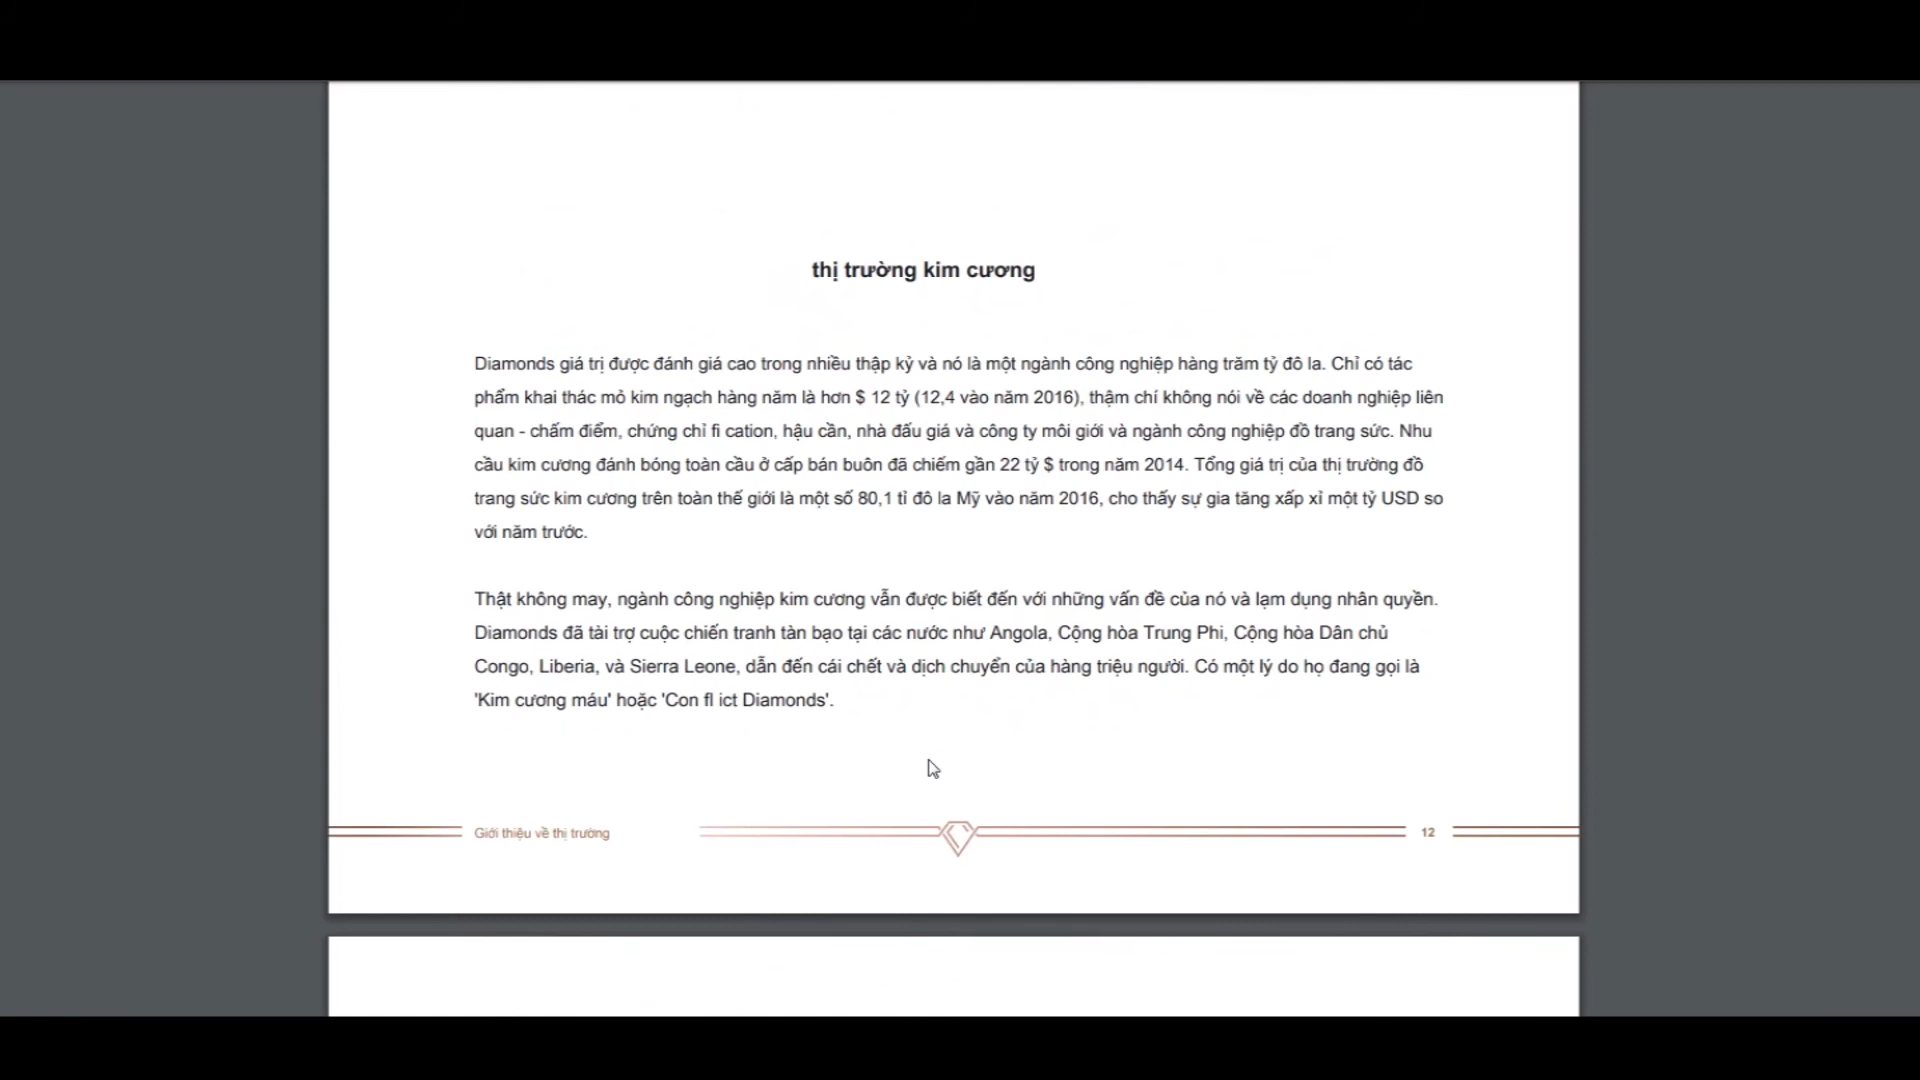 thị trường kim cương
Diamonds giá trị được đánh giá cao trong nhiều thập kỷ và nó là một ngành công nghiệp hàng trăm tỷ đô la. Chỉ có tác
phẩm khai thác mỏ kim ngạch hàng năm là hơn $ 12 tỷ (12,4 vào năm 2016), thậm chí không nói về các doanh nghiệp liên
quan - chấm điểm, chứng chỉ fi cation, hậu cần, nhà đấu giá và công ty môi giới và ngành công nghiệp đồ trang sức. Nhu
cầu kim cương đánh bóng toàn cầu ở cấp bán buôn đã chiếm gần 22 tỷ $ trong năm 2014. Tổng giá trị của thị trường đồ
trang sức kim cương trên toàn thế giới là một số 80,1 tỉ đô la Mỹ vào năm 2016, cho thấy sự gia tăng xấp xỉ một tỷ USD so
với năm trước.
Thật không may, ngành công nghiệp kim cương vẫn được biết đến với những vấn đề của nó và lạm dụng nhân quyền.
Diamonds đã tài trợ cuộc chiến tranh tàn bạo tại các nước như Angola, Cộng hòa Trung Phi, Cộng hòa Dân chủ
Congo, Liberia, và Sierra Leone, dẫn đến cái chết và dịch chuyển của hàng triệu người. Có một lý do họ đang gọi là
'Kim cương máu' hoặc 'Con fl ict Diamonds'.
Giới thiệu về thị trường
12